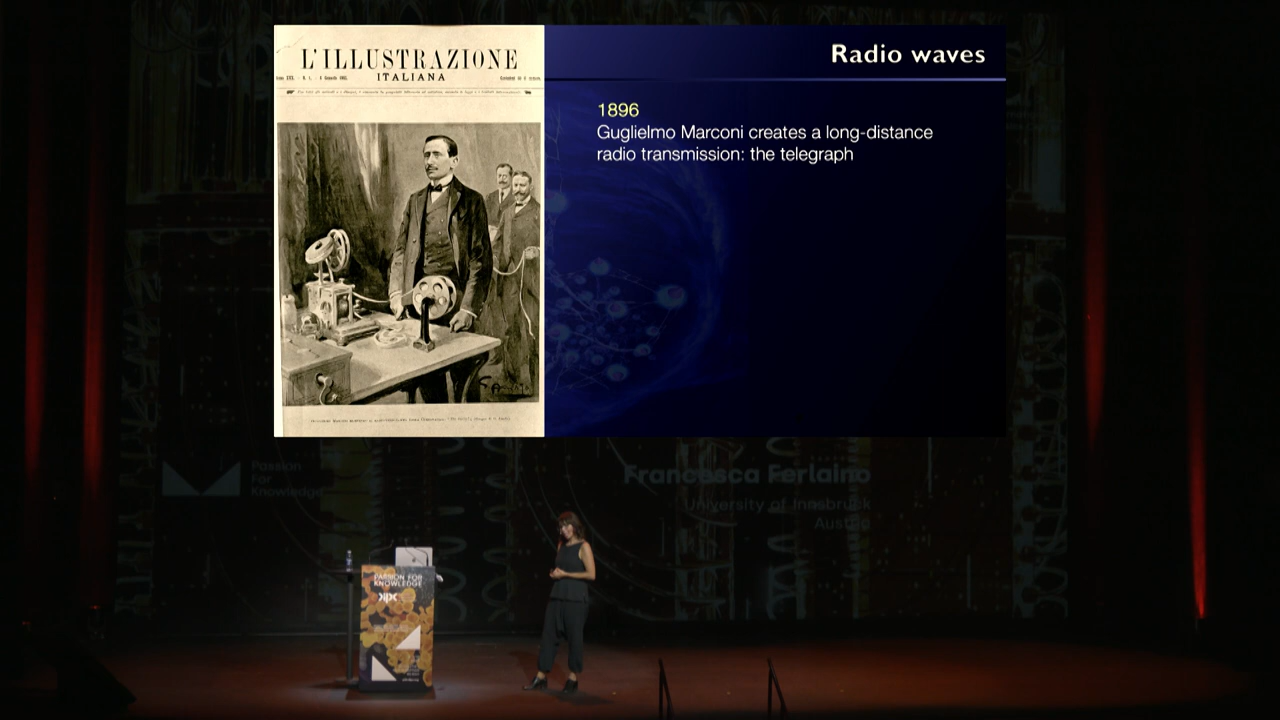 L'ILLUSTRAZIONE
ITALIANA
Radio waves
1896
Guglielmo Marconi creates a long-distance
radio transmission: the telegraph
Passion
For
Knowledge
Francesca Ferlaino
University of Innsbruck
Austria
PASSION FOR
KNOWLEDGE
dipc